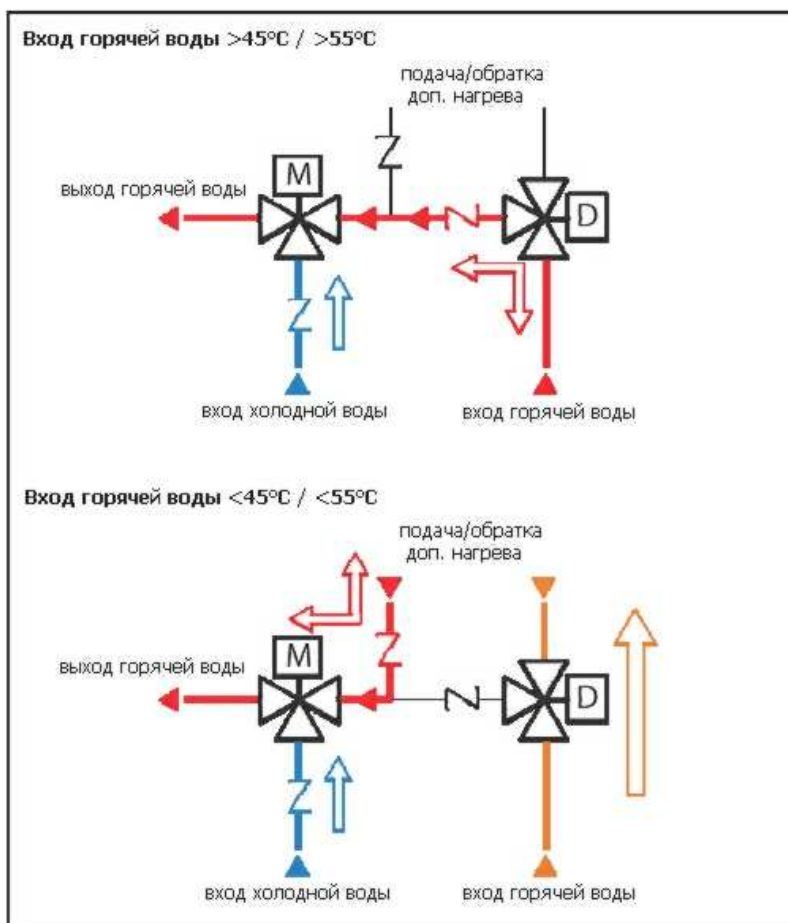 Вход горячей воды >45°C / >55°C
подача/обратка
доп. нагрева
M
выход горячей воды
D
вход холодной воды
вход горячей воды
Вход горячей воды <45°C / <55°C
подача/обратка
доп. нагрева
M
выход горячей воды
D
вход холодной воды
вход горячей воды